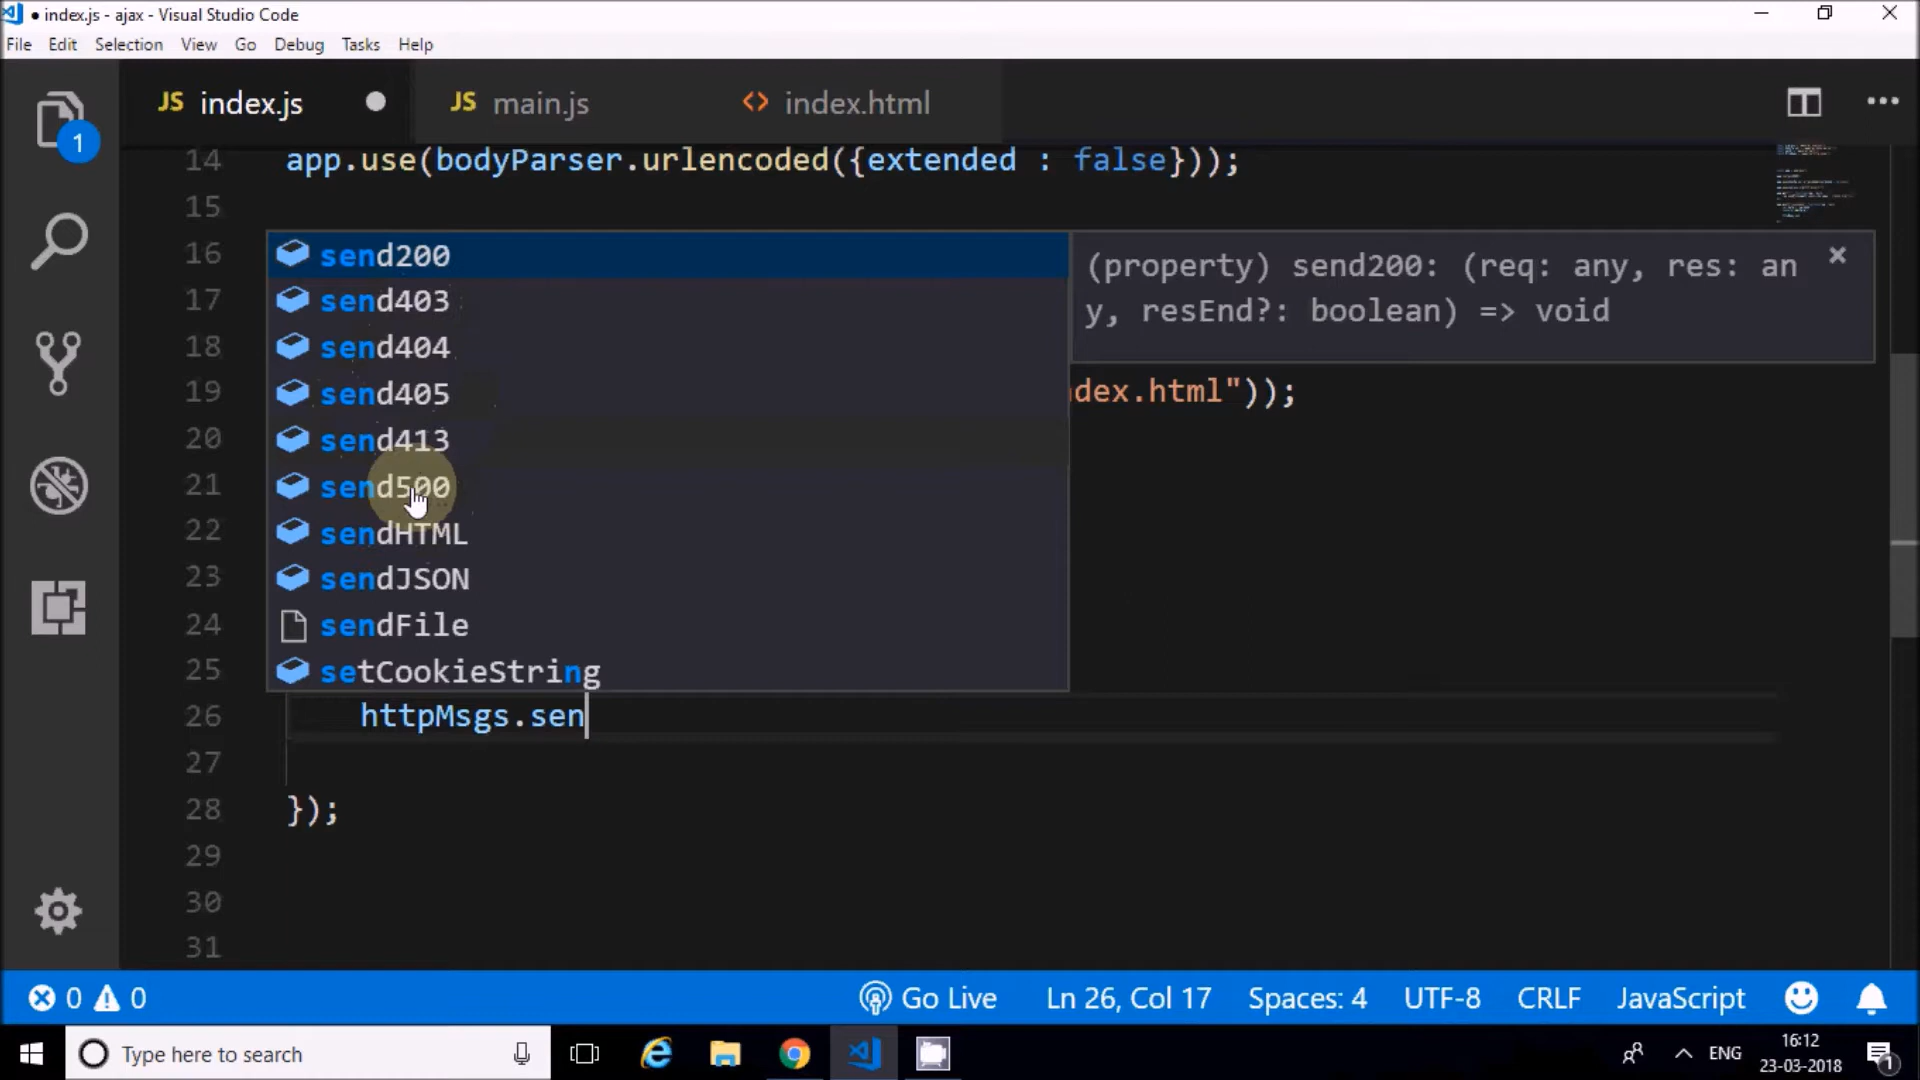 ● index.js - ajax - Visual Studio Code
File Edit Selection View Go Debug Tasks Help
JS index.js ● JS main.js <> index.html
1
14 app.use(bodyParser.urlencoded({extended : false}));
15
16 send200 (property) send200: (req: any, res: an
17 send403 y, resEnd?: boolean) => void
18 send404
19 send405 dex.html"));
20 send413
21 send500
22 sendHTML
23 sendJSON
24 sendFile
25 setCookieString
26 httpMsgs.sen
27
28 });
29
30
31
0 0 Go Live Ln 26, Col 17 Spaces: 4 UTF-8 CRLF JavaScript
Type here to search ENG 16:12
23-03-2018 1